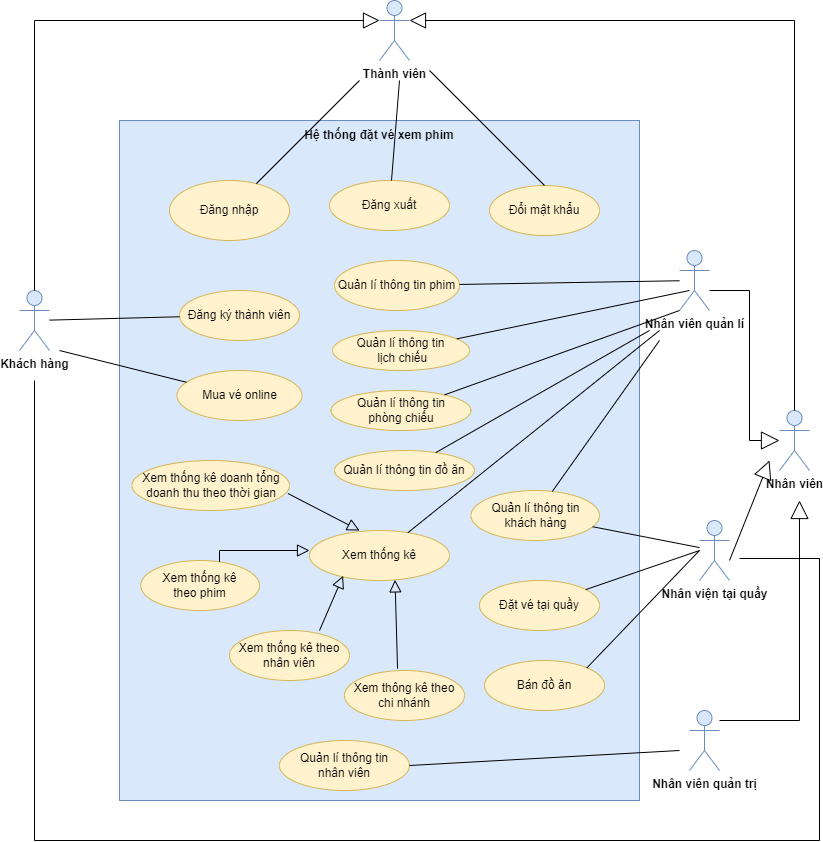 Thành viên
Hệ thống đặt vé xem phim
Đăng nhập
Đăng xuất
Đổi mật khẩu
Quản lí thông tin phim
Đăng ký thành viên
Nhân viên quản lí
Quản lí thông tin
lịch chiếu
Khách hàng
Mua vé online
Quản lí thông tin
phòng chiếu
Quản lí thông tin đồ ăn
Xem thống kê doanh tổng
doanh thu theo thời gian
Nhân viên
Quản lí thông tin
khách hàng
Xem thống kê
Xem thống kê
theo phim
Nhân viện tại quầy
Đặt vé tại quầy
Xem thống kê theo
nhân viên
Xem thông kê theo
chi nhánh
Bán đồ ăn
Quản lí thông tin
nhân viên
Nhân viên quản trị